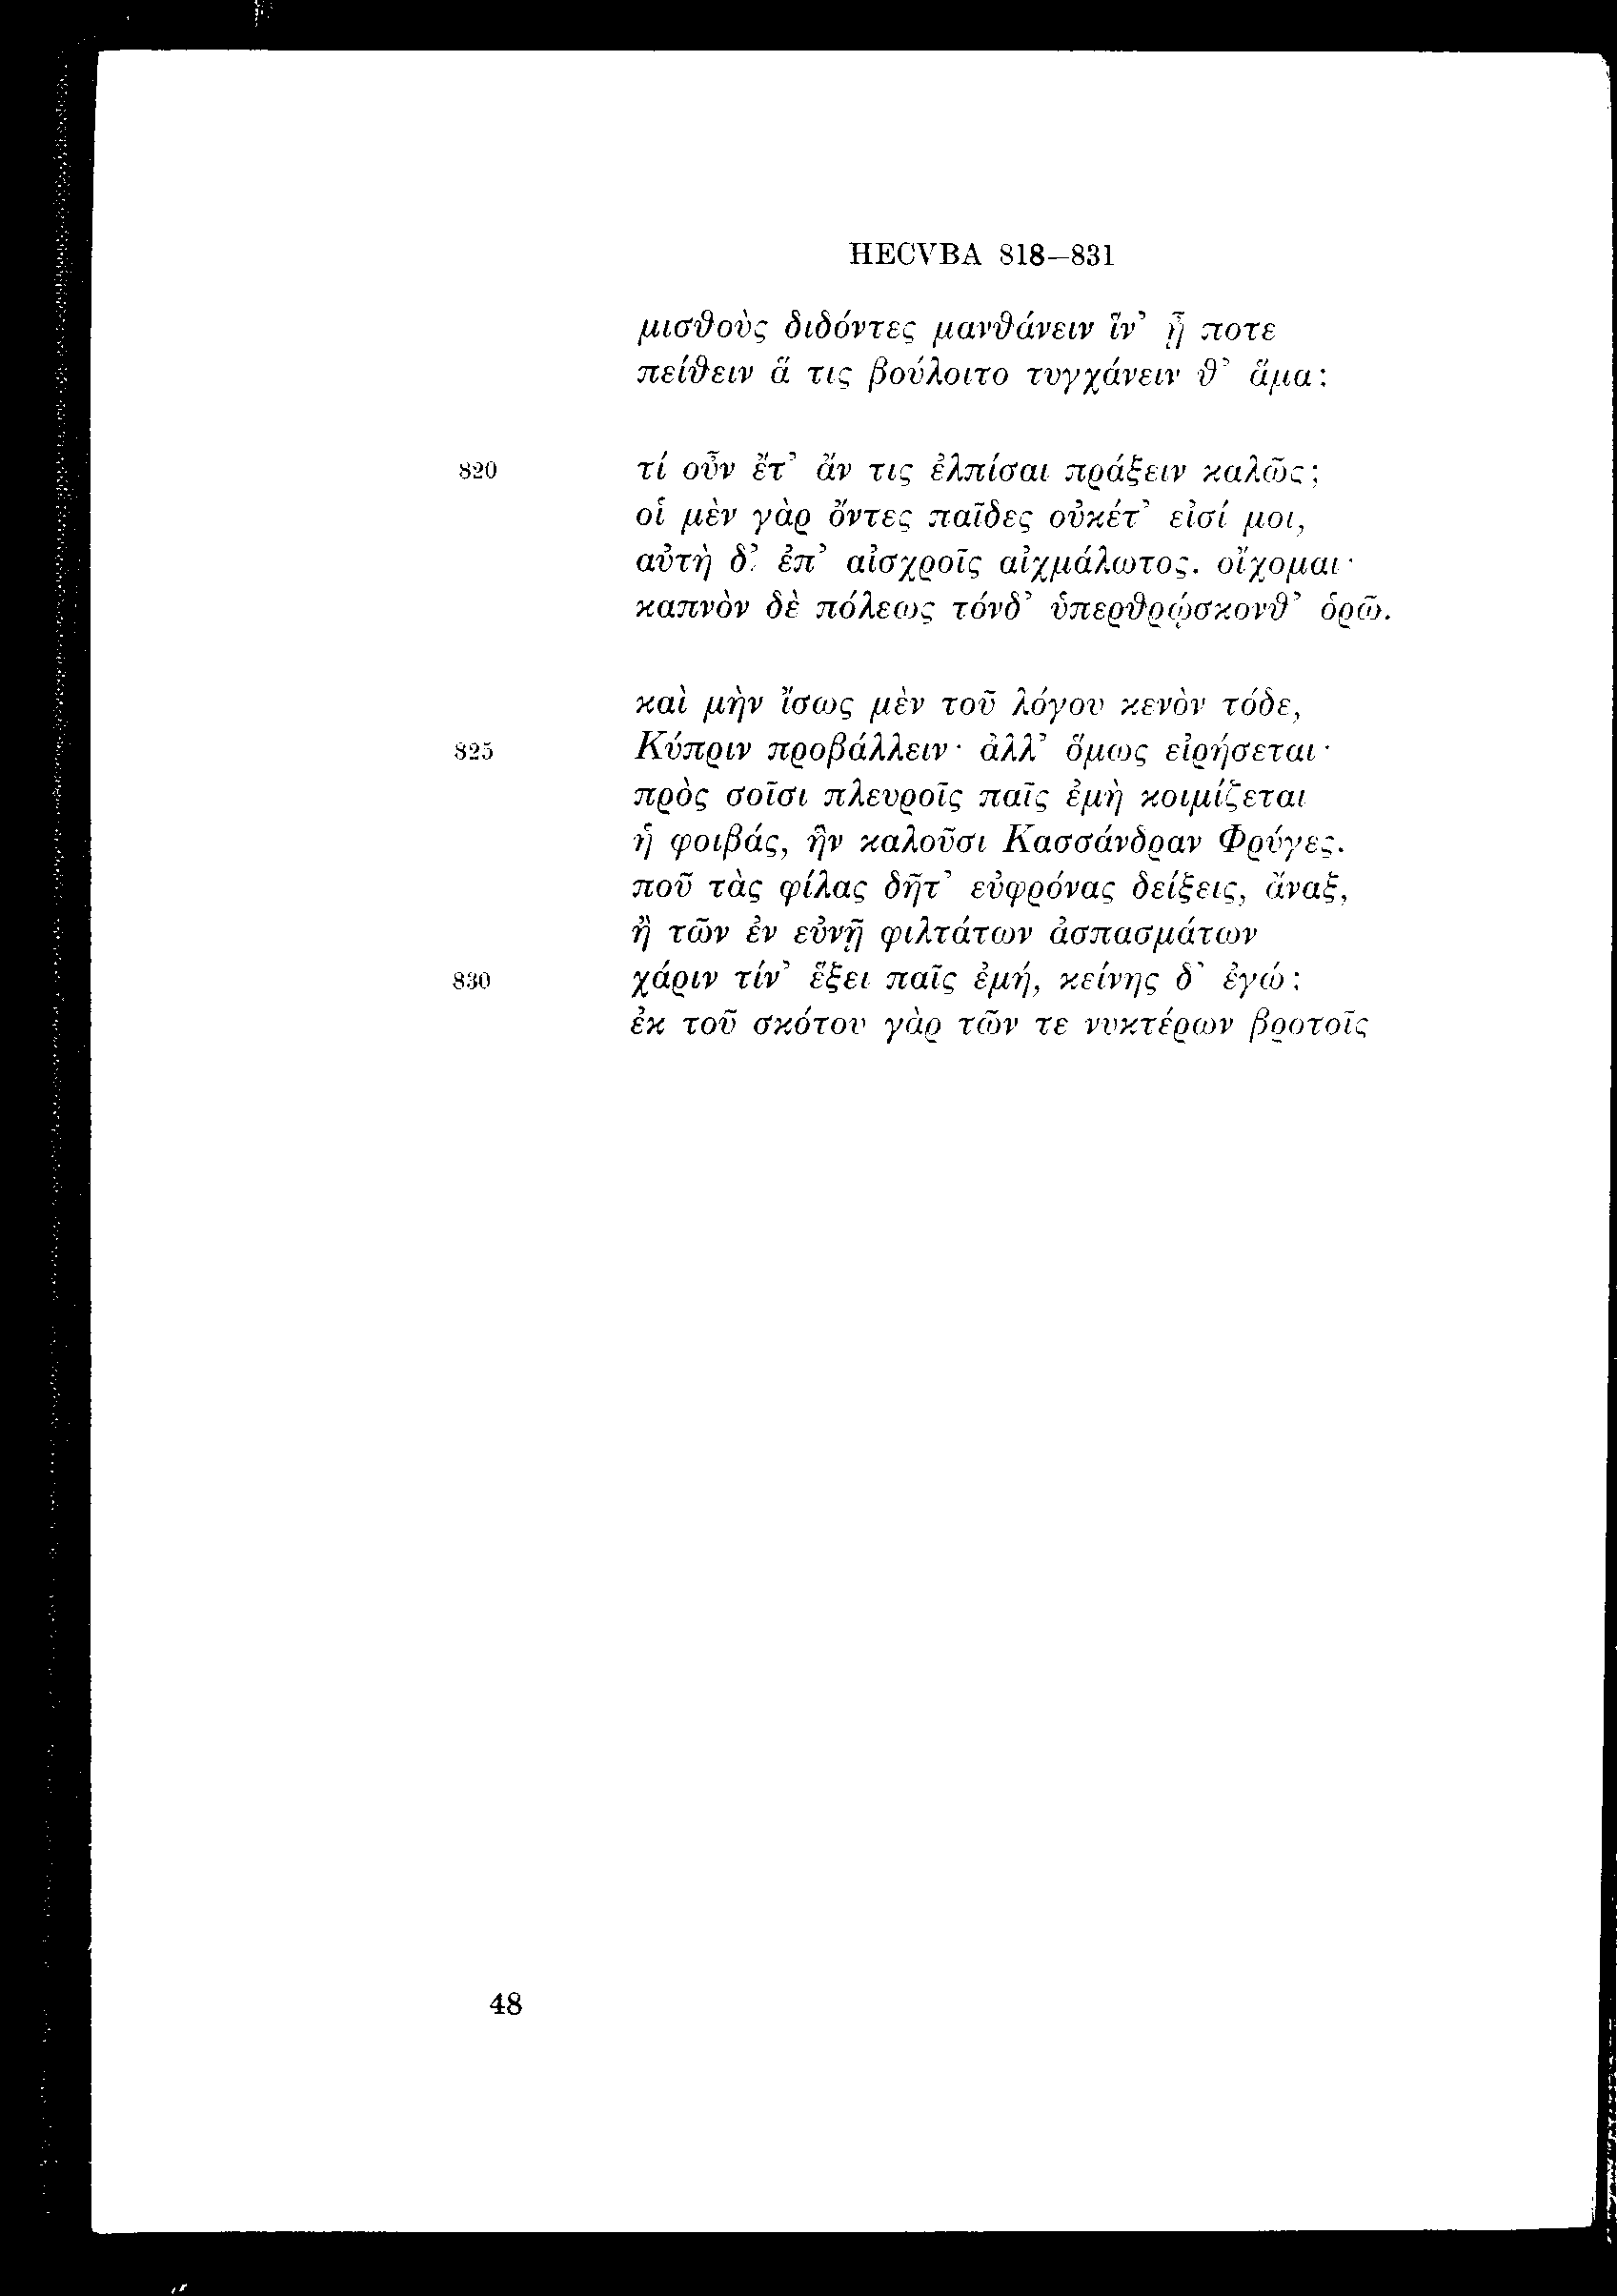 HECVBA 818–831
μισθοὺς διδόντες μανθάνειν ἵν’ ᾖ ποτε
πείθειν ἅ τις βούλοιτο τυγχάνειν θ’ ἅμα;
820 τί οὖν ἔτ’ ἄν τις ἐλπίσαι πράξειν καλῶς;
οἱ μὲν γὰρ ὄντες παῖδες οὐκέτ’ εἰσί μοι,
αὐτὴ δ’ ἐπ’ αἰσχροῖς αἰχμάλωτος. οἴχομαι·
καπνὸν δὲ πόλεως τόνδ’ ὑπερθρῴσκονθ’ ὁρῶ.
καὶ μὴν ἴσως μὲν τοῦ λόγου κενὸν τόδε,
825 Κύπριν προβάλλειν· ἀλλ’ ὅμως εἰρήσεται·
πρὸς σοῖσι πλευροῖς παῖς ἐμὴ κοιμίζεται
ἡ φοιβάς, ἣν καλοῦσι Κασσάνδραν Φρύγες.
ποῦ τὰς φίλας δῆτ’ εὐφρόνας δείξεις, ἄναξ,
ἢ τῶν ἐν εὐνῇ φιλτάτων ἀσπασμάτων
830 χάριν τίν’ ἕξει παῖς ἐμή, κείνης δ’ ἐγώ;
ἐκ τοῦ σκότου γὰρ τῶν τε νυκτέρων βροτοῖς
48